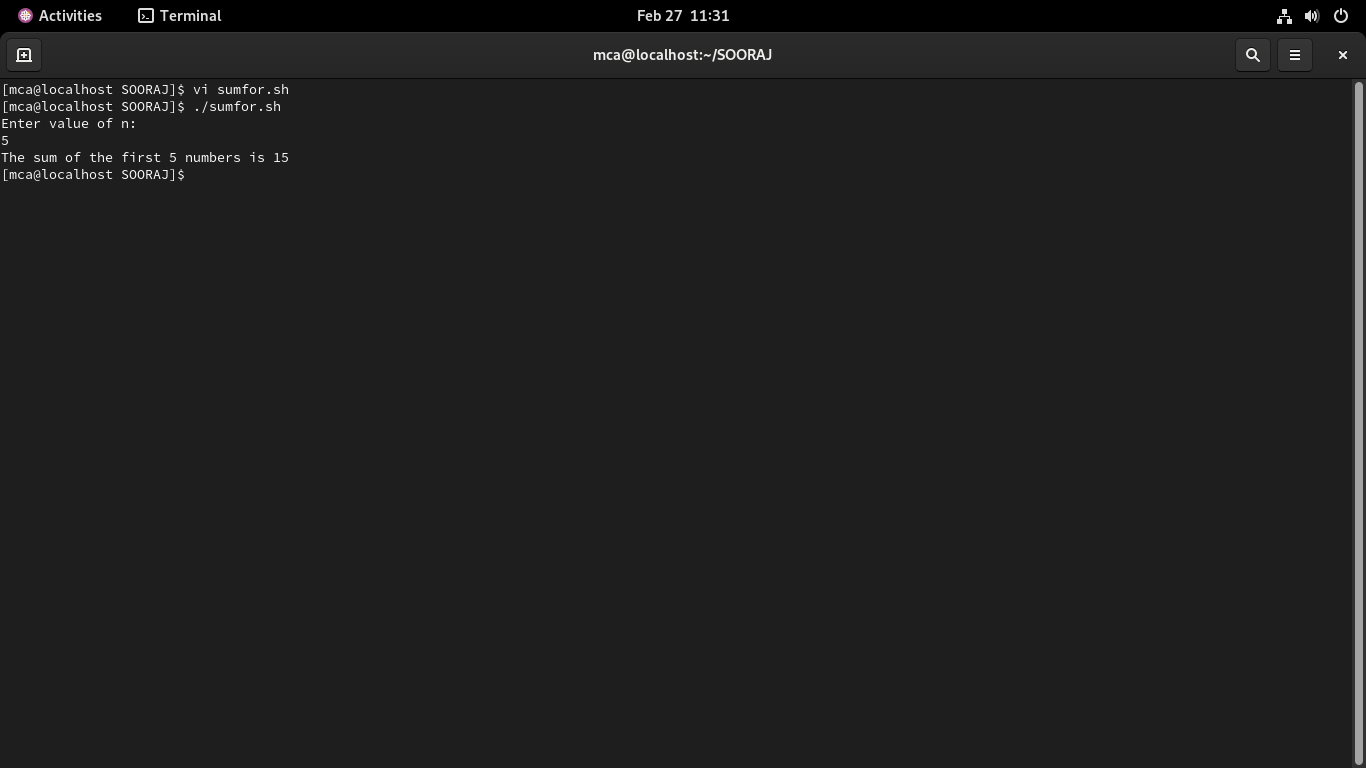 Activities Terminal Feb 27 11:31
mca@localhost:~/SOORAJ
[mca@localhost SOORAJ]$ vi sumfor.sh
[mca@localhost SOORAJ]$ ./sumfor.sh
Enter value of n:
5
The sum of the first 5 numbers is 15
[mca@localhost SOORAJ]$